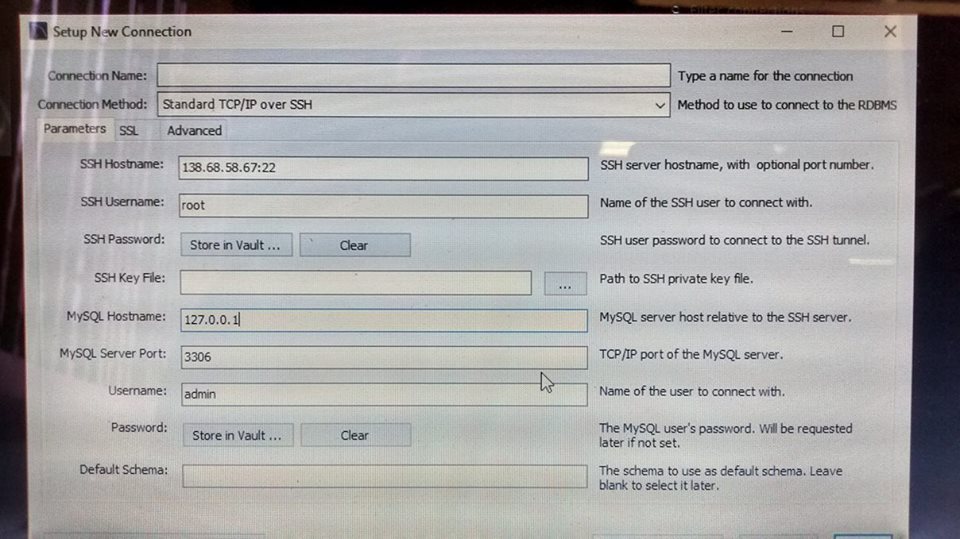 Filter connections
Setup New Connection
Connection Name: Type a name for the connection
Connection Method: Standard TCP/IP over SSH Method to use to connect to the RDBMS
Parameters SSL Advanced
SSH Hostname: 138.68.58.67:22 SSH server hostname, with optional port number.
SSH Username: root Name of the SSH user to connect with.
SSH Password: Store in Vault ... Clear SSH user password to connect to the SSH tunnel.
SSH Key File: ... Path to SSH private key file.
MySQL Hostname: 127.0.0.1 MySQL server host relative to the SSH server.
MySQL Server Port: 3306 TCP/IP port of the MySQL server.
Username: admin Name of the user to connect with.
Password: Store in Vault ... Clear The MySQL user's password. Will be requested
later if not set.
Default Schema: The schema to use as default schema. Leave
blank to select it later.